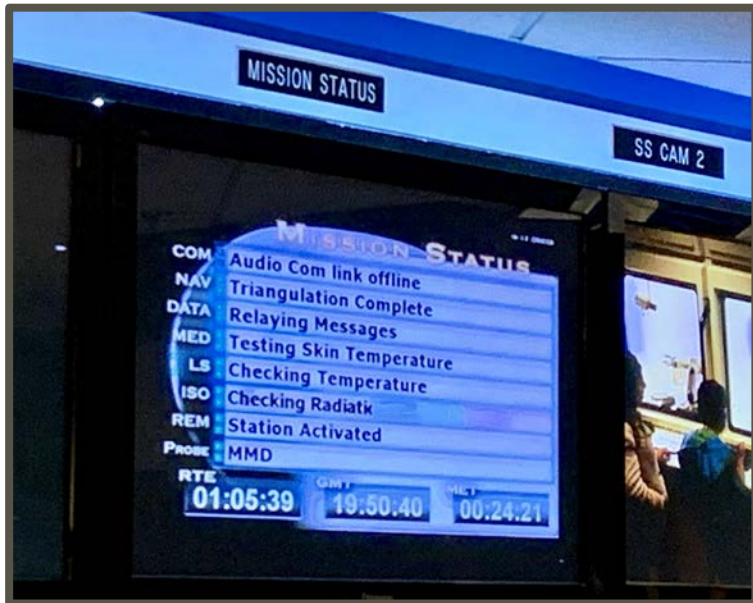 MISSION STATUS
SS CAM 2
MISSION STATUS
COM Audio Com link offline
NAV Triangulation Complete
DATA Relaying Messages
MED Testing Skin Temperature
LS Checking Temperature
ISO Checking Radiatic
REM Station Activated
PROBE MMD
RTE GMT MET
01:05:39 19:50:40 00:24:21
Panasonic